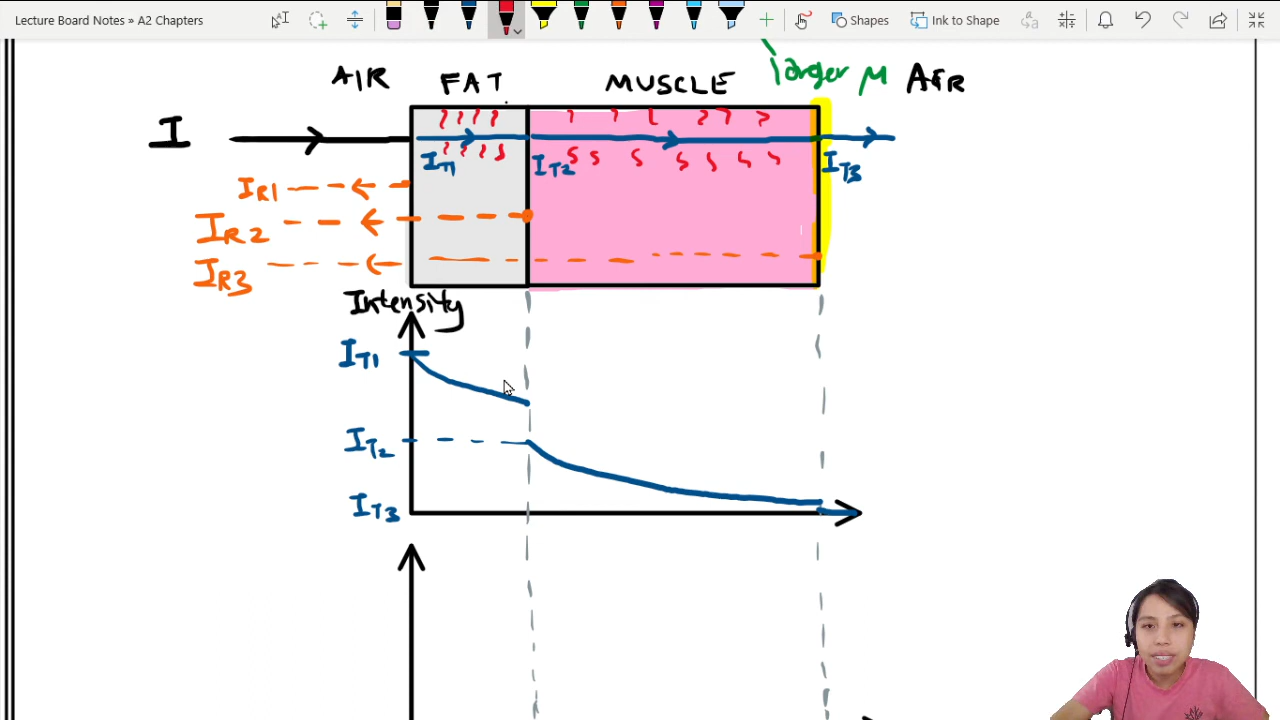 Lecture Board Notes » A2 Chapters
Shapes
Ink to Shape
larger μ
AIR FAT MUSCLE AIR
I
IT1 IT2 IT3
IR1
IR2
IR3
Intensity
IT1
IT2
IT3